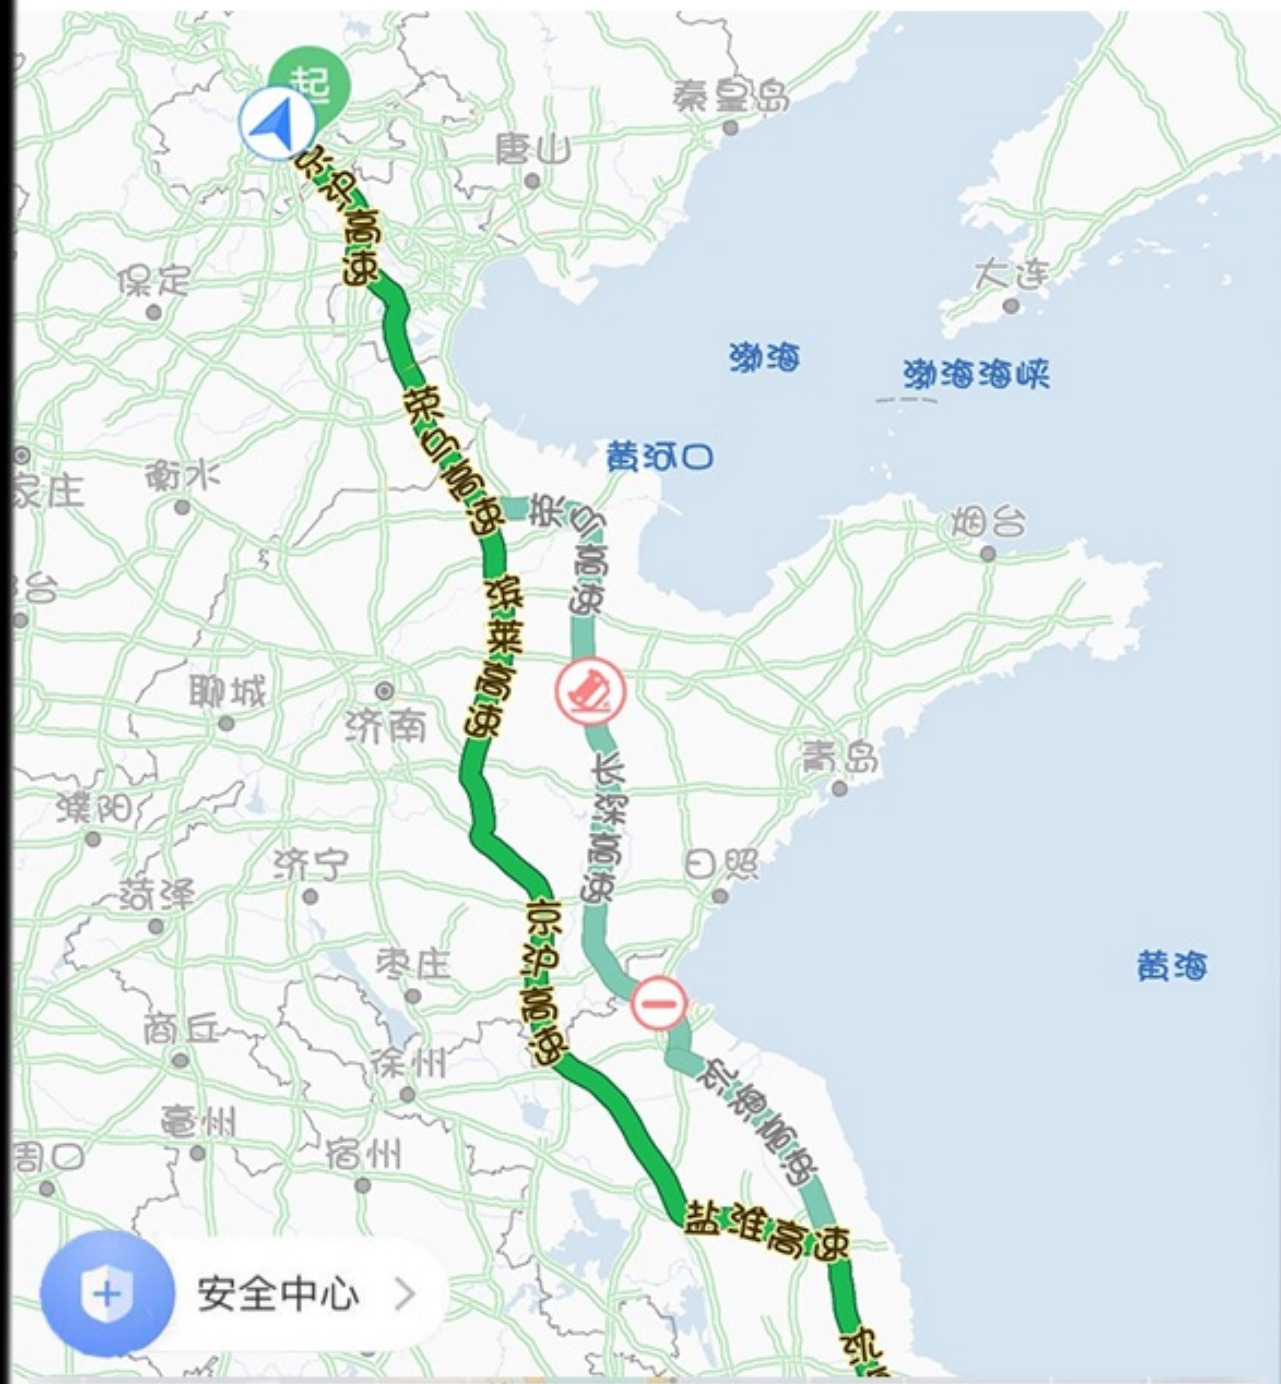 起
秦皇岛
唐山
京沪高速
保定
大连
渤海
渤海海峡
荣乌高速
黄河口
衡水
家庄
荣乌高速
烟台
台
滨莱高速
聊城
济南
长深高速
青岛
濮阳
济宁
日照
菏泽
京沪高速
枣庄
黄海
商丘
徐州
沈海高速
亳州
宿州
周口
盐淮高速
安全中心
沈